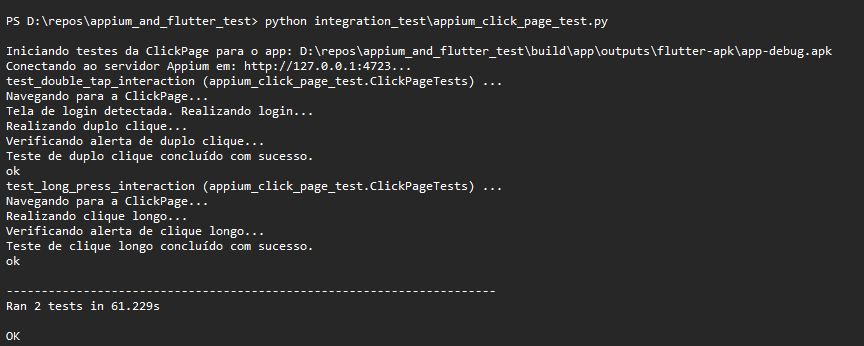 PS D:\repos\appium_and_flutter_test> python integration_test\appium_click_page_test.py
Iniciando testes da ClickPage para o app: D:\repos\appium_and_flutter_test\build\app\outputs\flutter-apk\app-debug.apk
Conectando ao servidor Appium em: http://127.0.0.1:4723...
test_double_tap_interaction (appium_click_page_test.ClickPageTests) ...
Navegando para a ClickPage...
Tela de login detectada. Realizando login...
Realizando duplo clique...
Verificando alerta de duplo clique...
Teste de duplo clique concluído com sucesso.
ok
test_long_press_interaction (appium_click_page_test.ClickPageTests) ...
Navegando para a ClickPage...
Realizando clique longo...
Verificando alerta de clique longo...
Teste de clique longo concluído com sucesso.
ok
----------------------------------------------------------------------
Ran 2 tests in 61.229s
OK